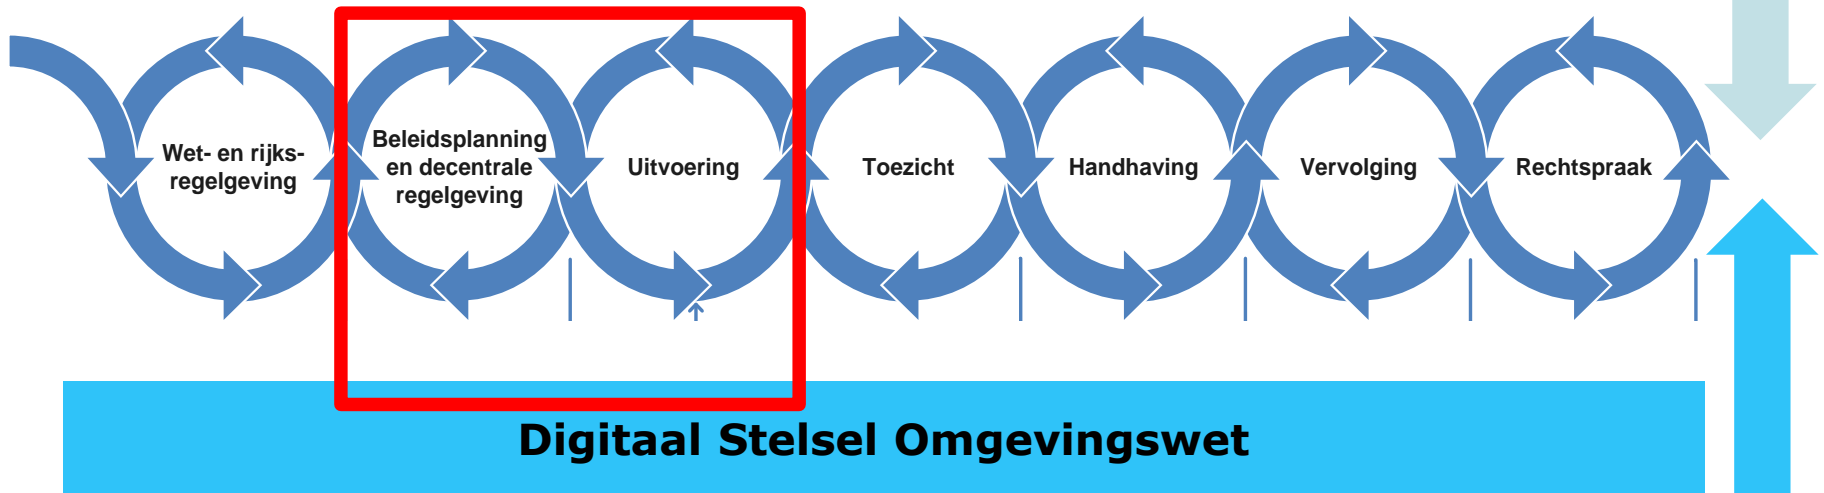 Wet- en rijks-
regelgeving
Beleidsplanning
en decentrale
regelgeving
Uitvoering
Toezicht
Handhaving
Vervolging
Rechtspraak
Digitaal Stelsel Omgevingswet